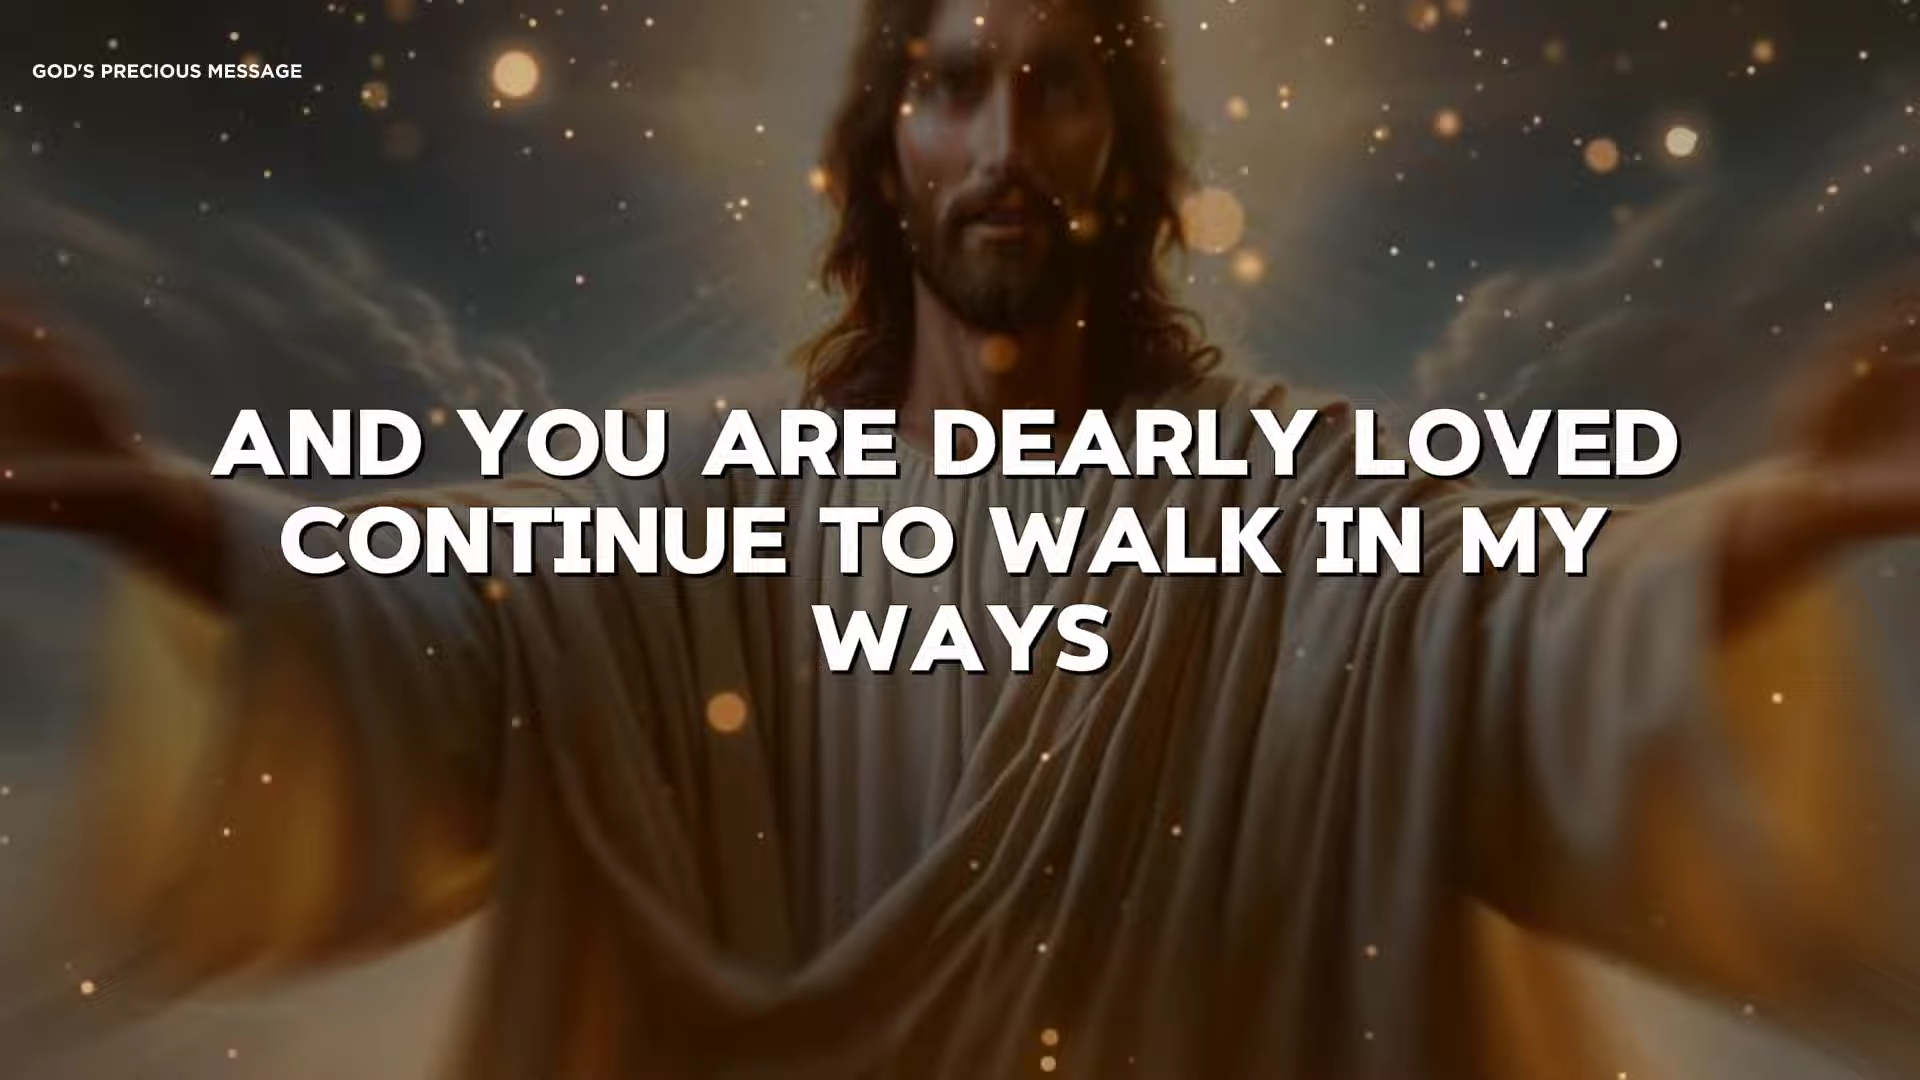 GOD'S PRECIOUS MESSAGE
AND YOU ARE DEARLY LOVED
CONTINUE TO WALK IN MY
WAYS